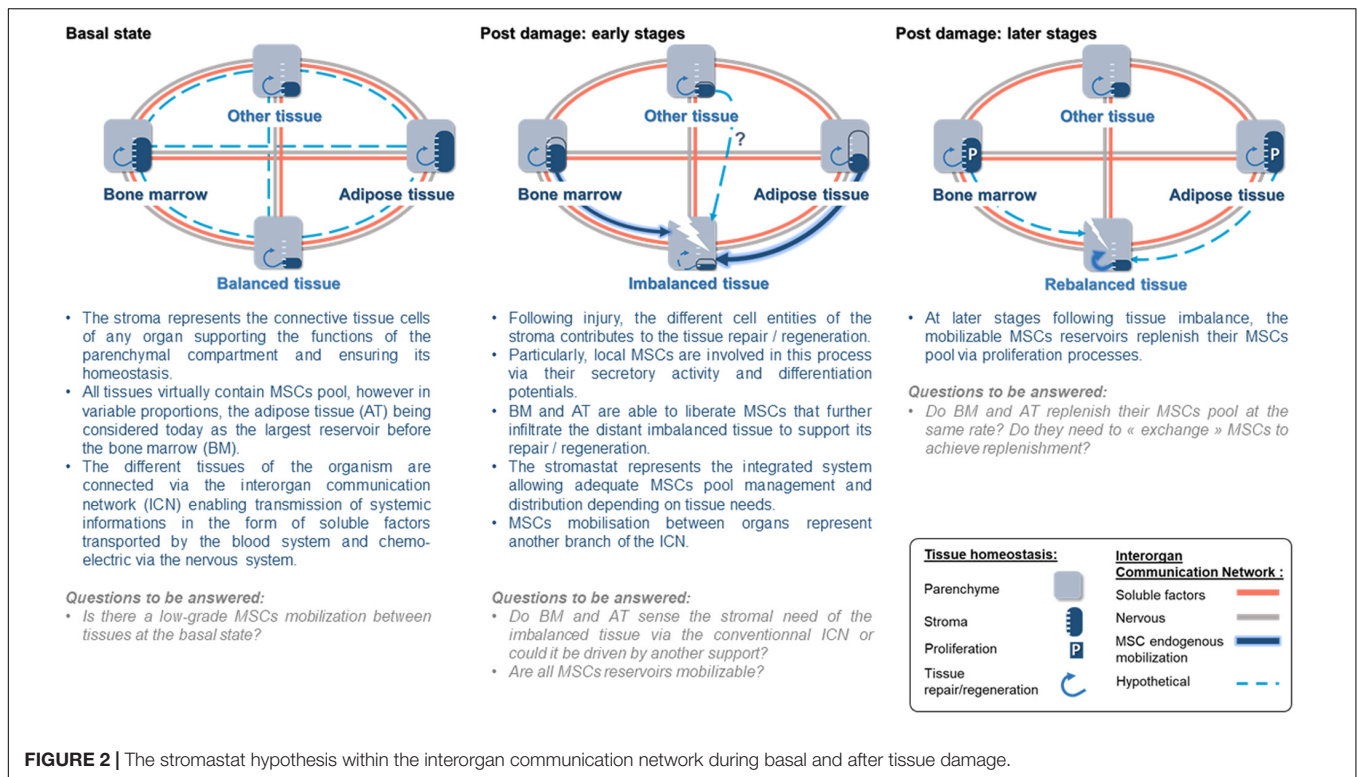 Basal state
Other tissue
Bone marrow
Adipose tissue
Balanced tissue
• The stroma represents the connective tissue cells
of any organ supporting the functions of the
parenchymal compartment and ensuring its
homeostasis.
• All tissues virtually contain MSCs pool, however in
variable proportions, the adipose tissue (AT) being
considered today as the largest reservoir before
the bone marrow (BM).
• The different tissues of the organism are
connected via the interorgan communication
network (ICN) enabling transmission of systemic
informations in the form of soluble factors
transported by the blood system and chemo-
electric via the nervous system.
Questions to be answered:
• Is there a low-grade MSCs mobilization between
tissues at the basal state?
Post damage: early stages
Other tissue
?
Bone marrow
Adipose tissue
Imbalanced tissue
• Following injury, the different cell entities of the
stroma contributes to the tissue repair / regeneration.
• Particularly, local MSCs are involved in this process
via their secretory activity and differentiation
potentials.
• BM and AT are able to liberate MSCs that further
infiltrate the distant imbalanced tissue to support its
repair / regeneration.
• The stromastat represents the integrated system
allowing adequate MSCs pool management and
distribution depending on tissue needs.
• MSCs mobilisation between organs represent
another branch of the ICN.
Questions to be answered:
• Do BM and AT sense the stromal need of the
imbalanced tissue via the conventionnal ICN or
could it be driven by another support?
• Are all MSCs reservoirs mobilizable?
Post damage: later stages
Other tissue
P
P
Bone marrow
Adipose tissue
Rebalanced tissue
• At later stages following tissue imbalance, the
mobilizable MSCs reservoirs replenish their MSCs
pool via proliferation processes.
Questions to be answered:
• Do BM and AT replenish their MSCs pool at the
same rate? Do they need to « exchange » MSCs to
achieve replenishment?
Tissue homeostasis:
Parenchyme
Stroma
Proliferation P
Tissue
repair/regeneration
Interorgan
Communication Network :
Soluble factors
Nervous
MSC endogenous
mobilization
Hypothetical
FIGURE 2 | The stromastat hypothesis within the interorgan communication network during basal and after tissue damage.